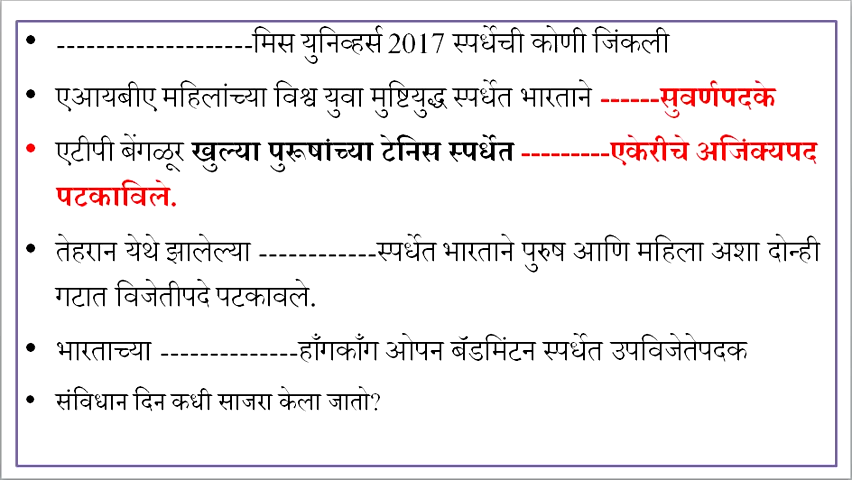 • --------------------मिस युनिव्हर्स 2017 स्पर्धेची कोणी जिंकली
• एआयबीए महिलांच्या विश्व युवा मुष्टियुद्ध स्पर्धेत भारताने ------सुवर्णपदके
• एटीपी बेंगळूर खुल्या पुरूषांच्या टेनिस स्पर्धेत ---------एकेरीचे अजिंक्यपद
पटकाविले.
• तेहरान येथे झालेल्या ------------स्पर्धेत भारताने पुरुष आणि महिला अशा दोन्ही
गटात विजेतीपदे पटकावले.
• भारताच्या --------------हाँगकाँग ओपन बॅडमिंटन स्पर्धेत उपविजेतेपदक
• संविधान दिन कधी साजरा केला जातो?